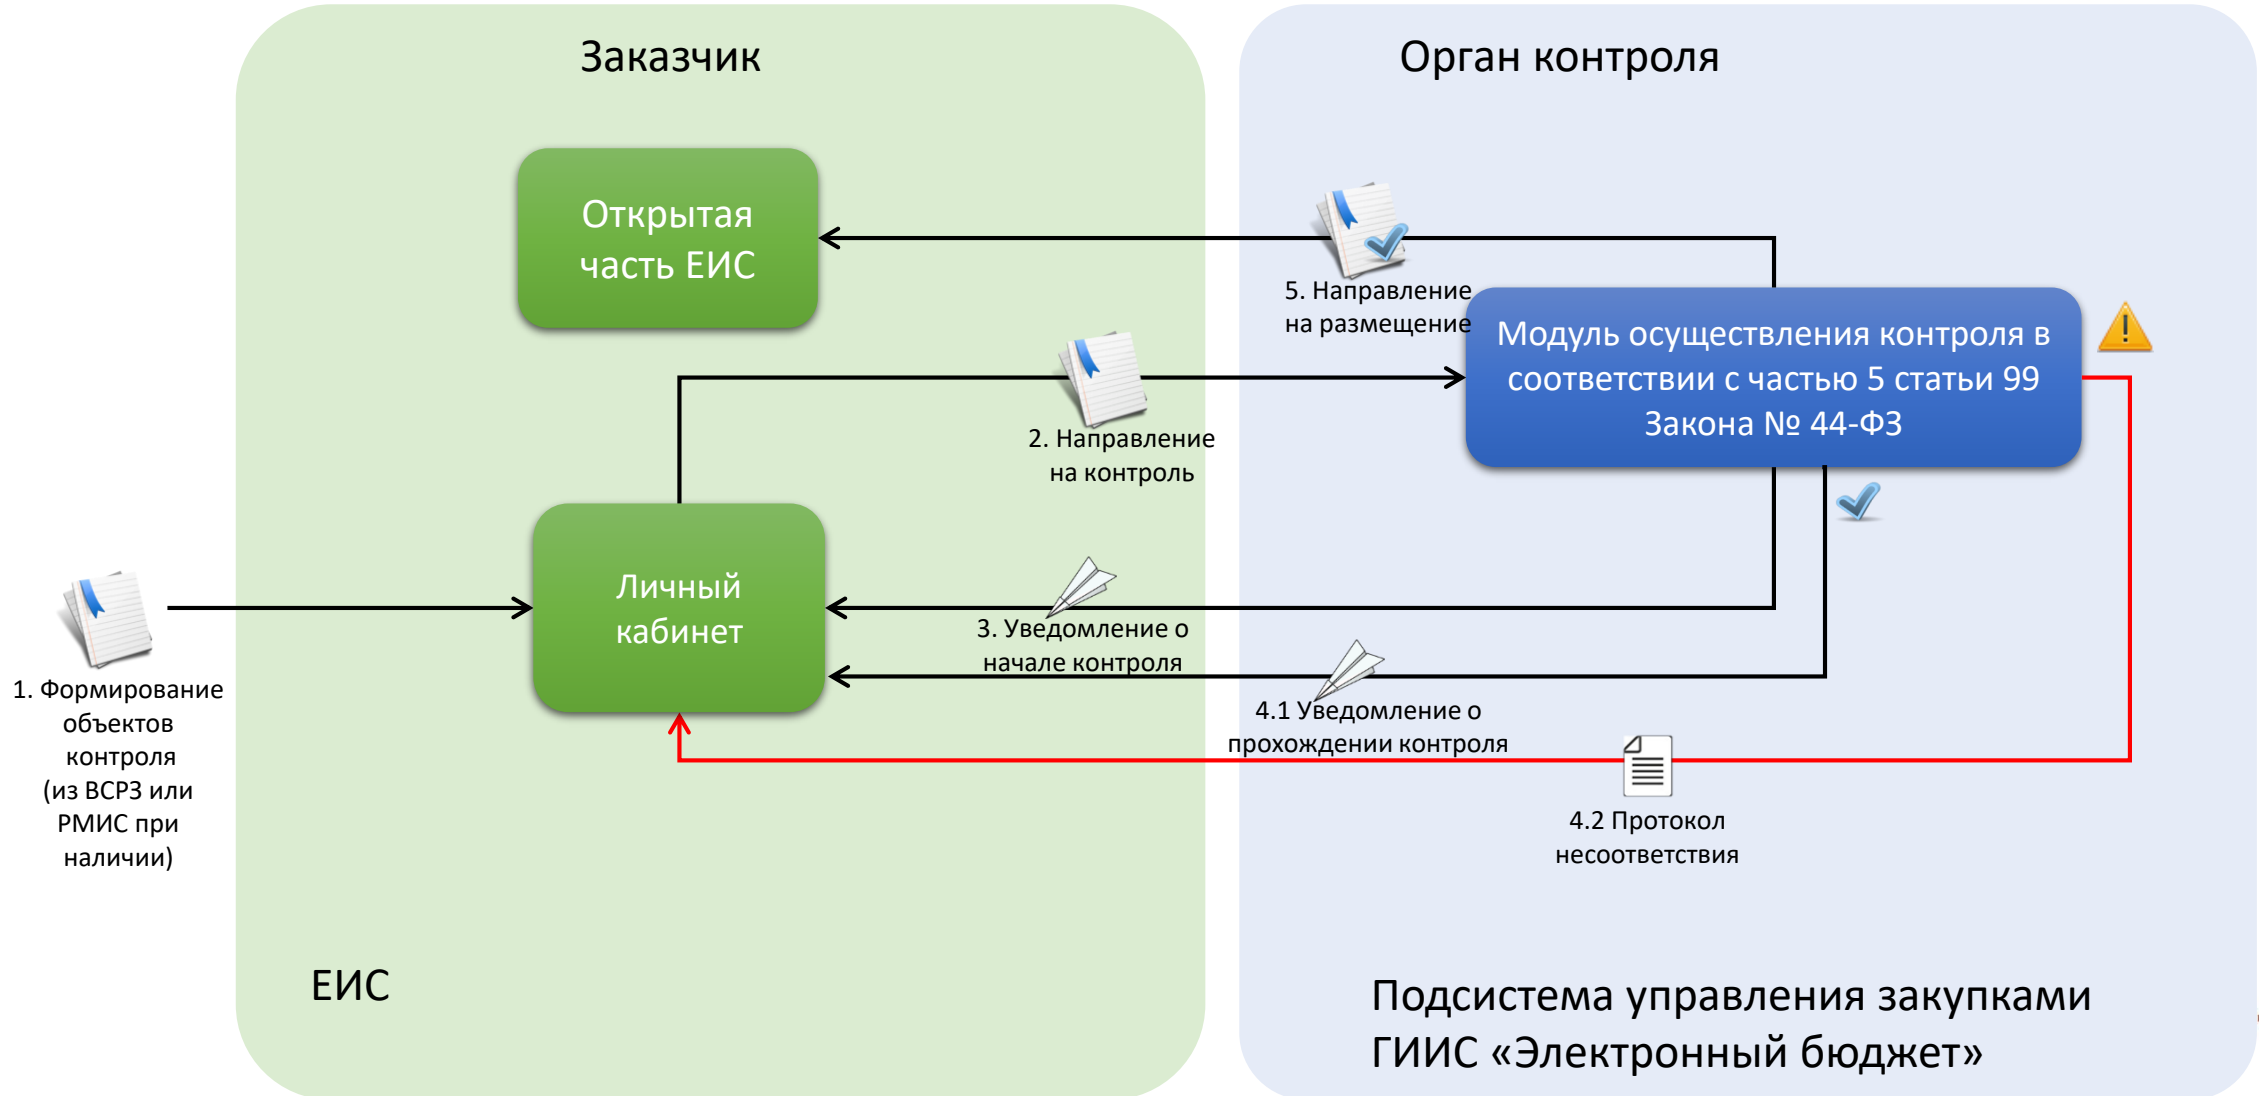 Заказчик
Орган контроля
Открытая
часть ЕИС
5. Направление
на размещение
Модуль осуществления контроля в
соответствии с частью 5 статьи 99
Закона № 44-ФЗ
2. Направление
на контроль
Личный
кабинет
3. Уведомление о
начале контроля
1. Формирование
объектов
контроля
(из ВСРЗ или
РМИС при
наличии)
4.1 Уведомление о
прохождении контроля
4.2 Протокол
несоответствия
ЕИС
Подсистема управления закупками
ГИИС «Электронный бюджет»